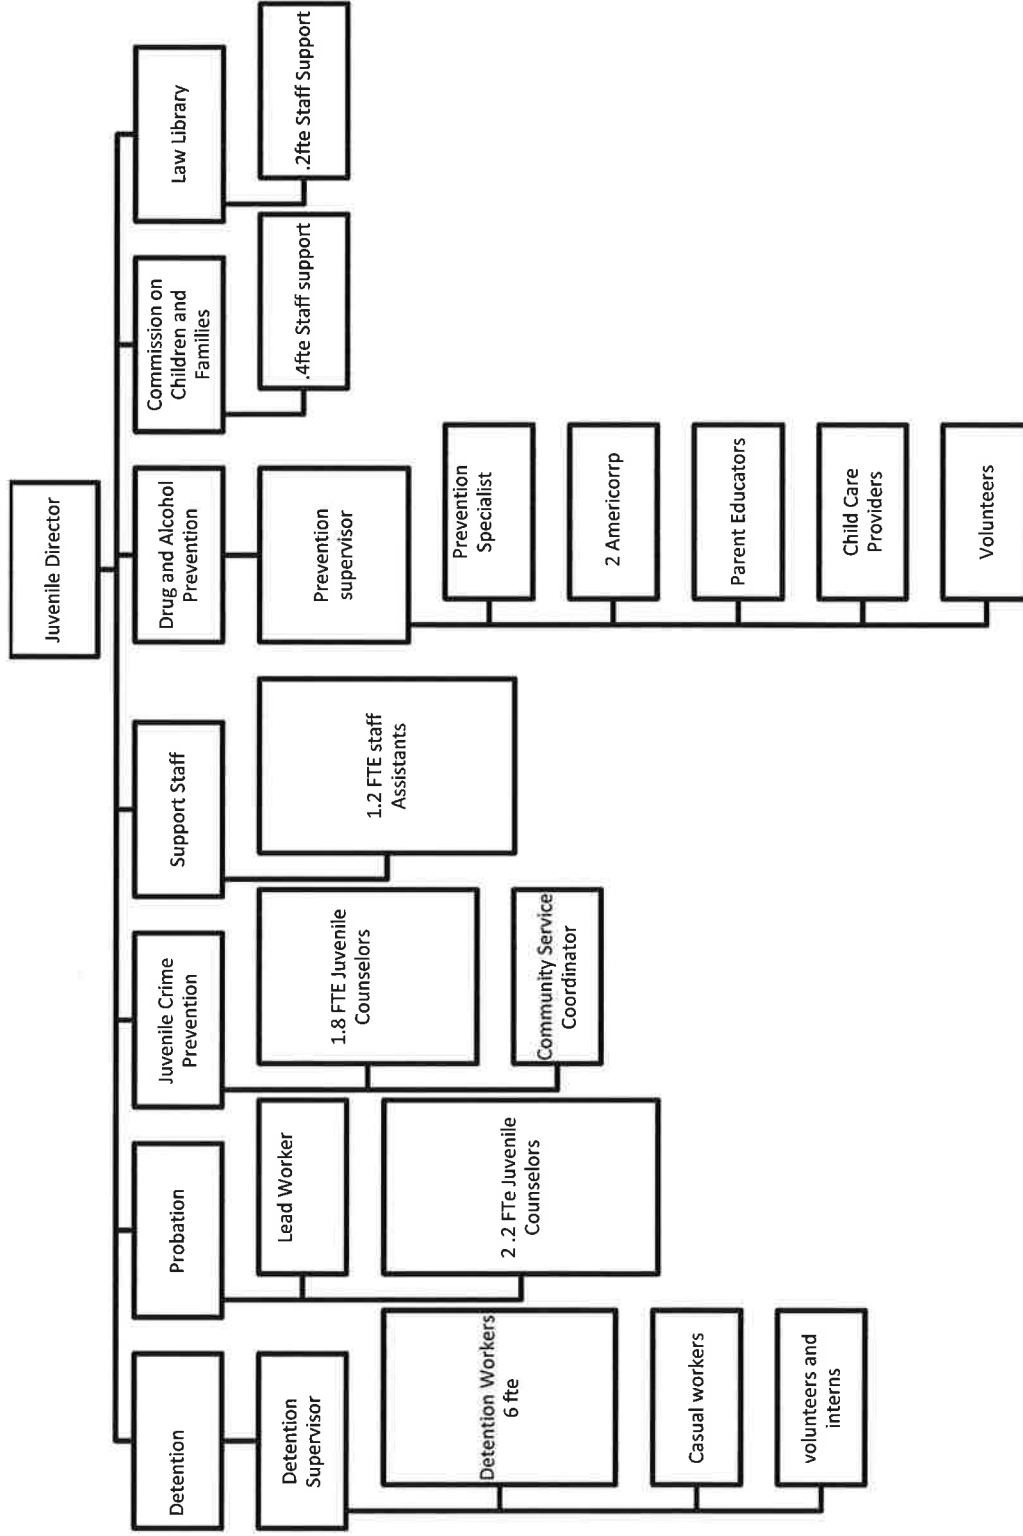 Juvenile Director
Detention
Detention
Supervisor
Detention Workers
6 fte
Casual workers
volunteers and
interns
Probation
Lead Worker
2 .2 FTe Juvenile
Counselors
Juvenile Crime
Prevention
1.8 FTE Juvenile
Counselors
Community Service
Coordinator
Support Staff
1.2 FTE staff
Assistants
Drug and Alcohol
Prevention
Prevention
supervisor
Prevention
Specialist
2 Americorrp
Parent Educators
Child Care
Providers
Volunteers
Commission on
Children and
Families
.4fte Staff support
Law Library
.2fte Staff Support